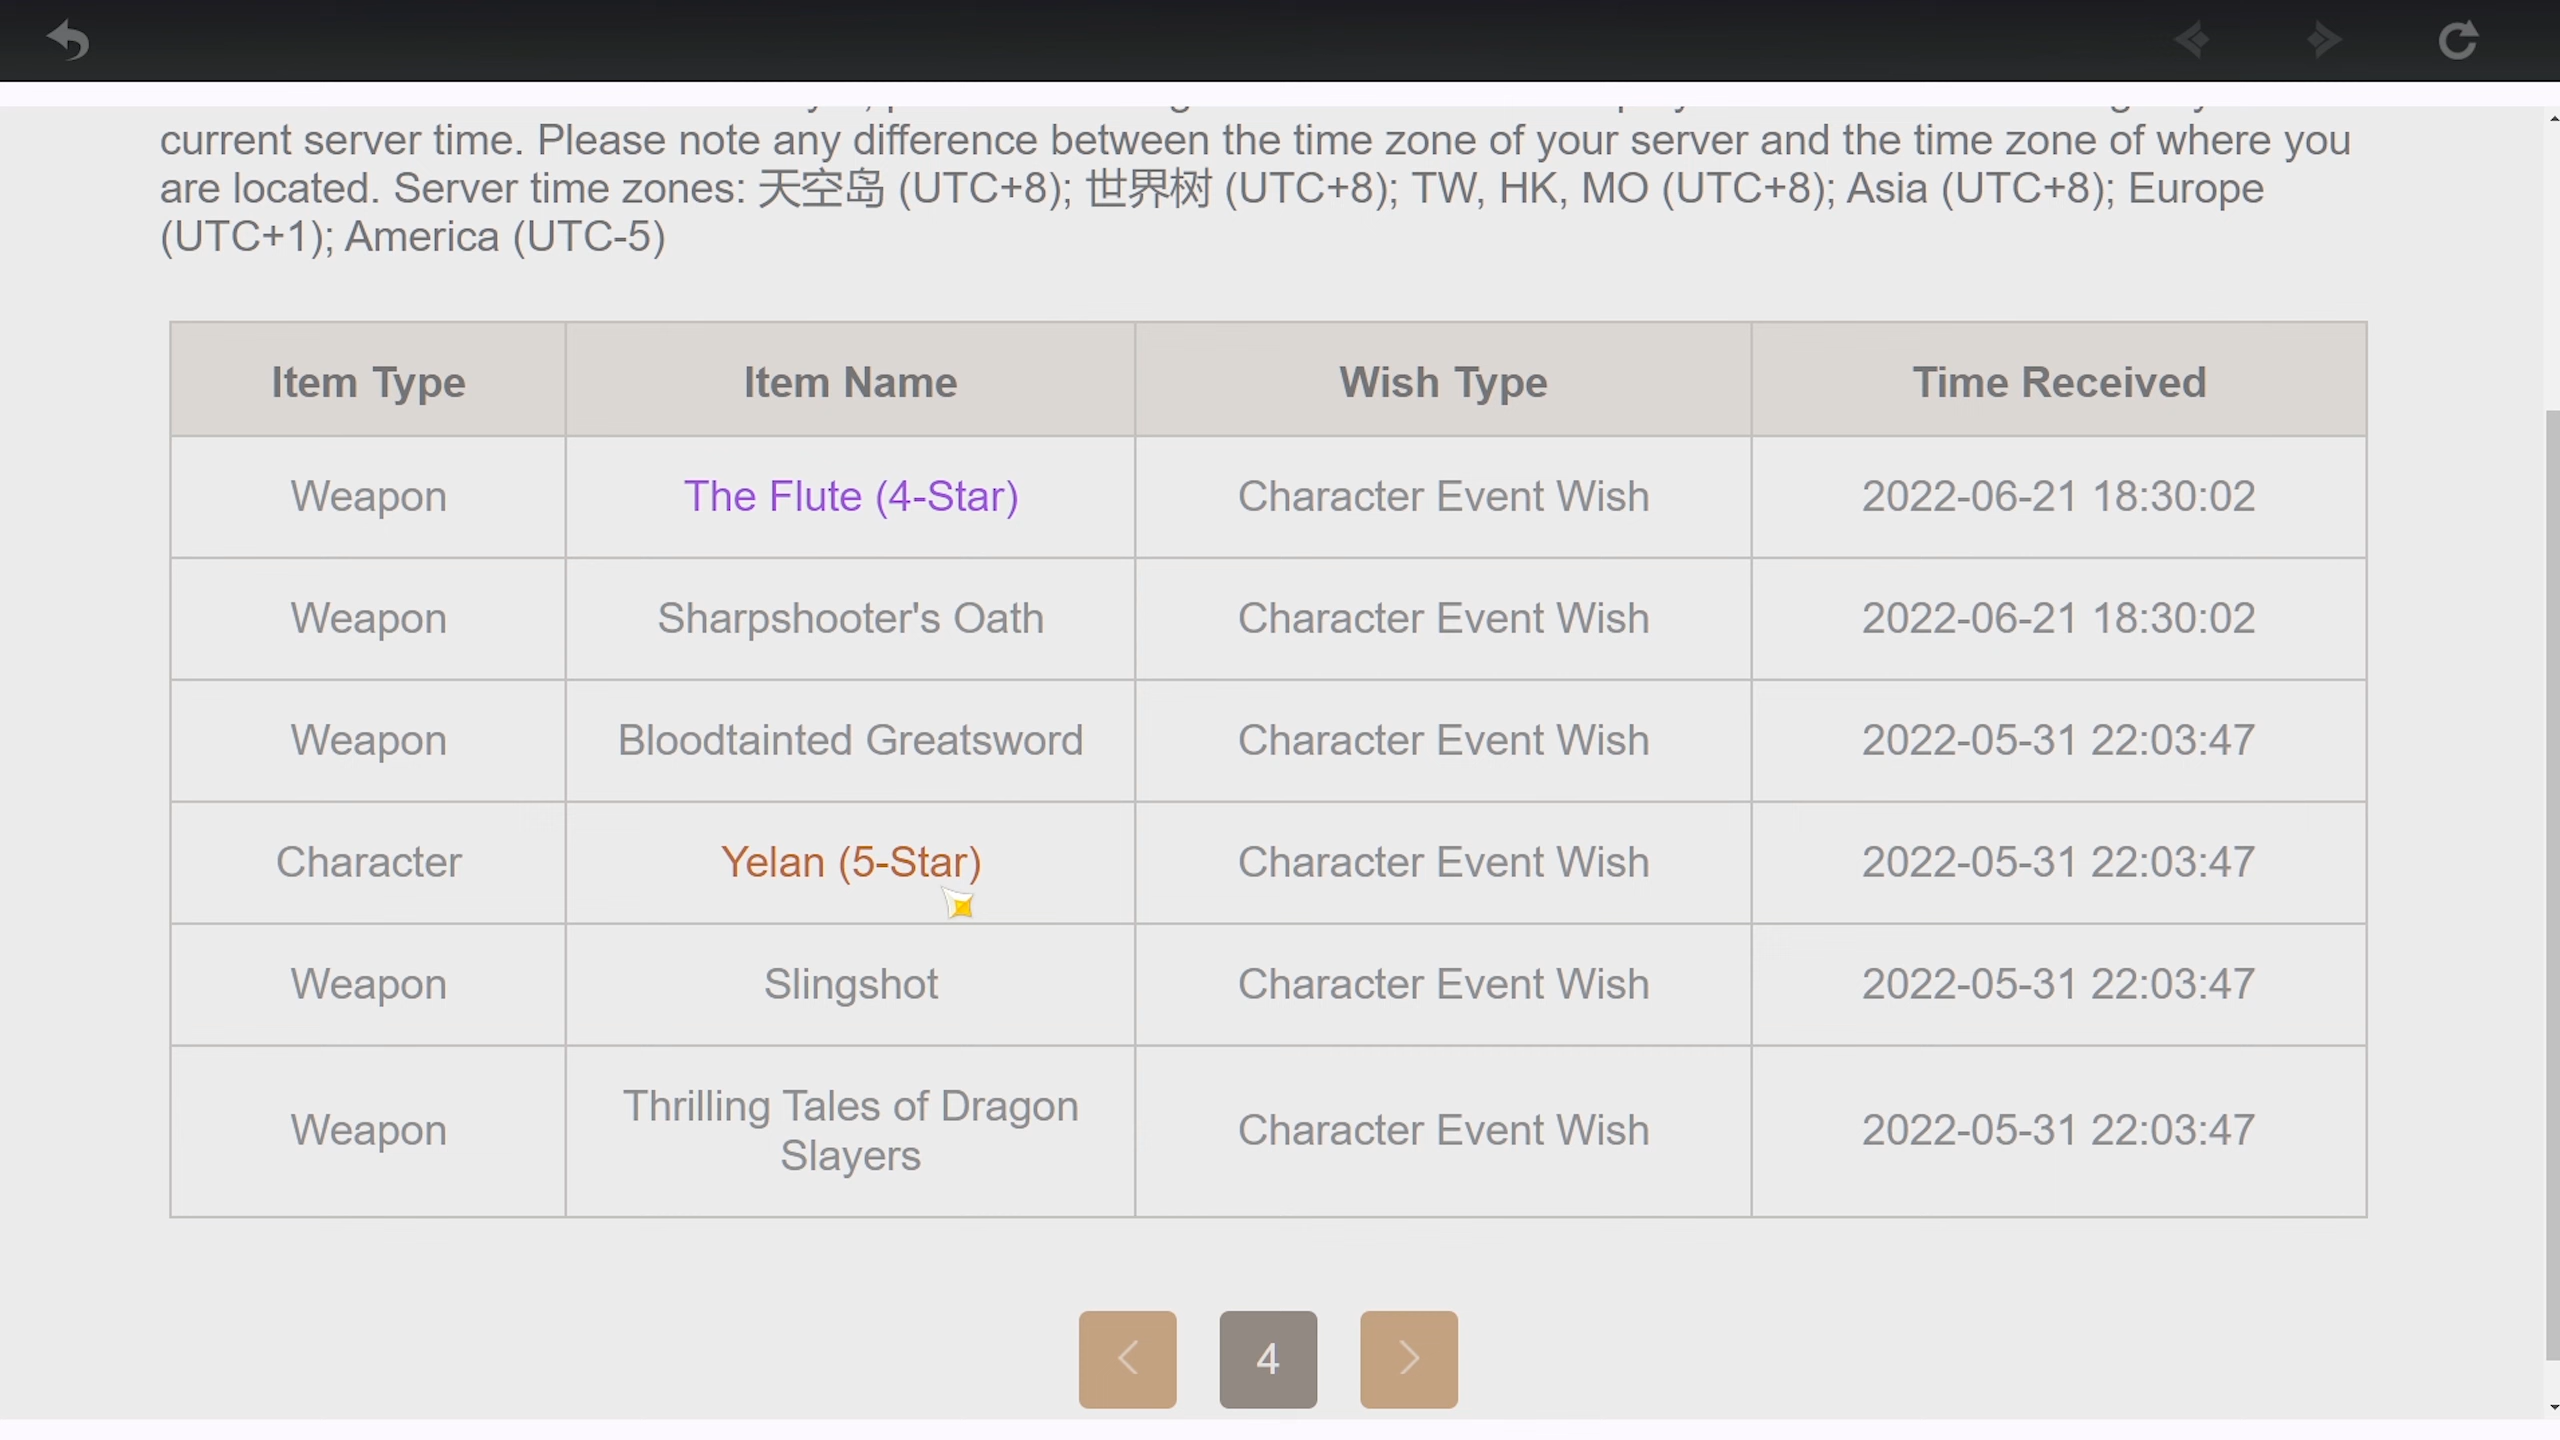 current server time. Please note any difference between the time zone of your server and the time zone of where you
are located. Server time zones: 天空岛 (UTC+8); 世界树 (UTC+8); TW, HK, MO (UTC+8); Asia (UTC+8); Europe
(UTC+1); America (UTC-5)
Item Type Item Name Wish Type Time Received
Weapon The Flute (4-Star) Character Event Wish 2022-06-21 18:30:02
Weapon Sharpshooter's Oath Character Event Wish 2022-06-21 18:30:02
Weapon Bloodtainted Greatsword Character Event Wish 2022-05-31 22:03:47
Character Yelan (5-Star) Character Event Wish 2022-05-31 22:03:47
Weapon Slingshot Character Event Wish 2022-05-31 22:03:47
Weapon Thrilling Tales of Dragon Character Event Wish 2022-05-31 22:03:47
Slayers
4